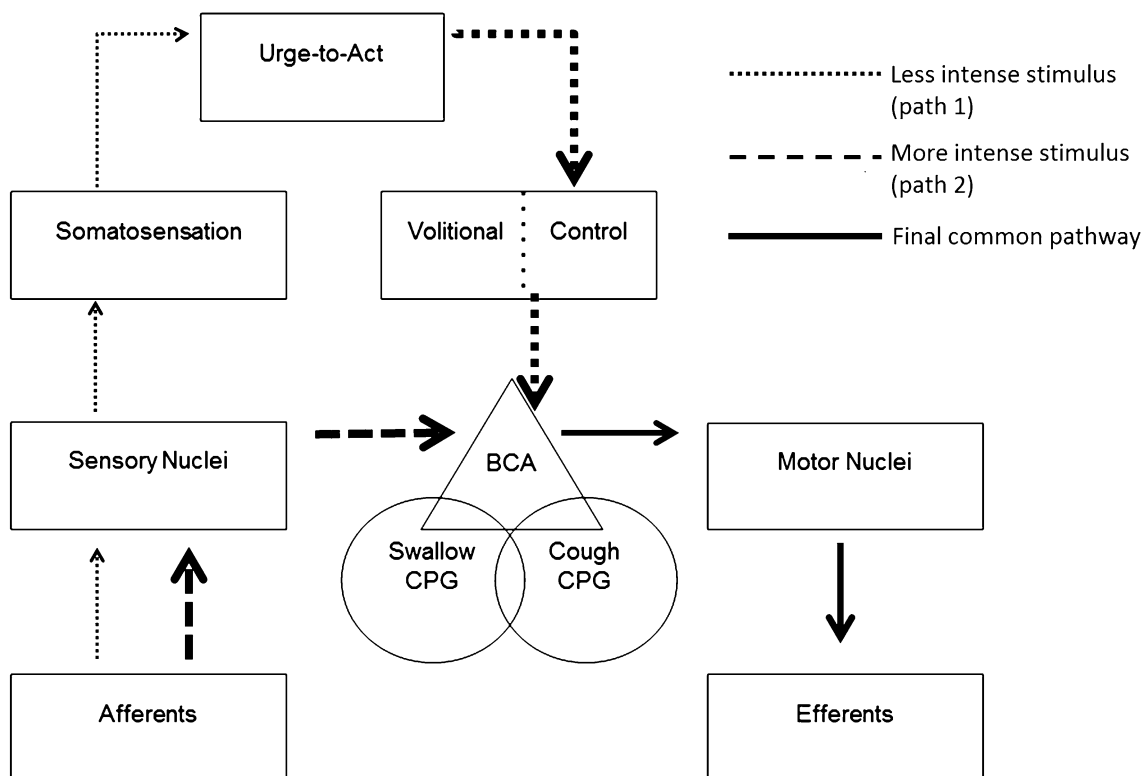 Urge-to-Act
Less intense stimulus
(path 1)
More intense stimulus
(path 2)
Final common pathway
Somatosensation
Volitional Control
Sensory Nuclei
BCA
Motor Nuclei
Swallow
CPG
Cough
CPG
Afferents
Efferents